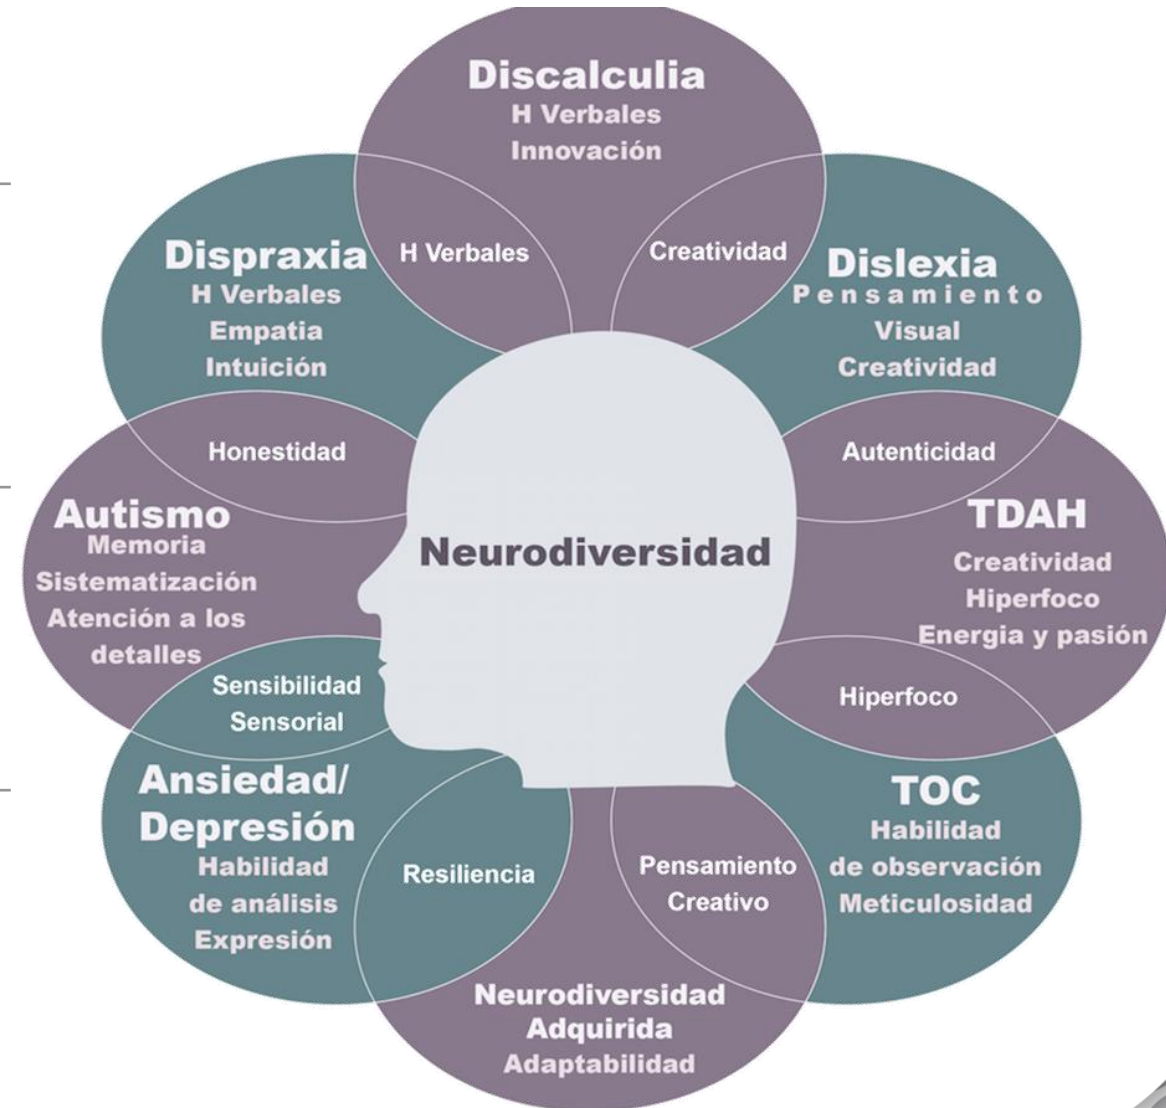 Discalculia
H Verbales
Innovación
H Verbales
Creatividad
Dispraxia
H Verbales
Empatia
Intuición
Dislexia
Pensamiento
Visual
Creatividad
Honestidad
Autenticidad
Autismo
Memoria
Sistematización
Atención a los
detalles
Neurodiversidad
TDAH
Creatividad
Hiperfoco
Energia y pasión
Sensibilidad
Sensorial
Hiperfoco
Ansiedad/
Depresión
Habilidad
de análisis
Expresión
Resiliencia
Pensamiento
Creativo
TOC
Habilidad
de observación
Meticulosidad
Neurodiversidad
Adquirida
Adaptabilidad